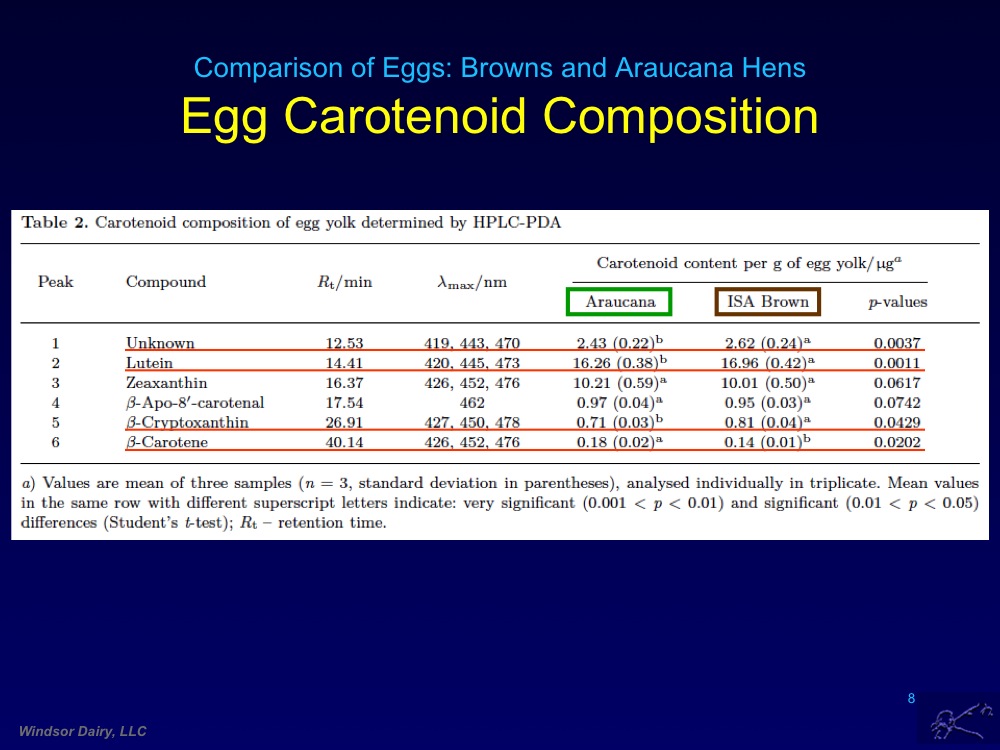 Comparison of Eggs: Browns and Araucana Hens
Egg Carotenoid Composition
Table 2. Carotenoid composition of egg yolk determined by HPLC-PDA
Carotenoid content per g of egg yolk/μgᵃ
Peak Compound Rₜ/min λmax/nm
Araucana ISA Brown p-values
1 Unknown 12.53 419, 443, 470 2.43 (0.22)ᵇ 2.62 (0.24)ᵃ 0.0037
2 Lutein 14.41 420, 445, 473 16.26 (0.38)ᵇ 16.96 (0.42)ᵃ 0.0011
3 Zeaxanthin 16.37 426, 452, 476 10.21 (0.59)ᵃ 10.01 (0.50)ᵃ 0.0617
4 β-Apo-8′-carotenal 17.54 462 0.97 (0.04)ᵃ 0.95 (0.03)ᵃ 0.0742
5 β-Cryptoxanthin 26.91 427, 450, 478 0.71 (0.03)ᵇ 0.81 (0.04)ᵃ 0.0429
6 β-Carotene 40.14 426, 452, 476 0.18 (0.02)ᵃ 0.14 (0.01)ᵇ 0.0202
a) Values are mean of three samples (n = 3, standard deviation in parentheses), analysed individually in triplicate. Mean values
in the same row with different superscript letters indicate: very significant (0.001 < p < 0.01) and significant (0.01 < p < 0.05)
differences (Student's t-test); Rₜ – retention time.
8
Windsor Dairy, LLC